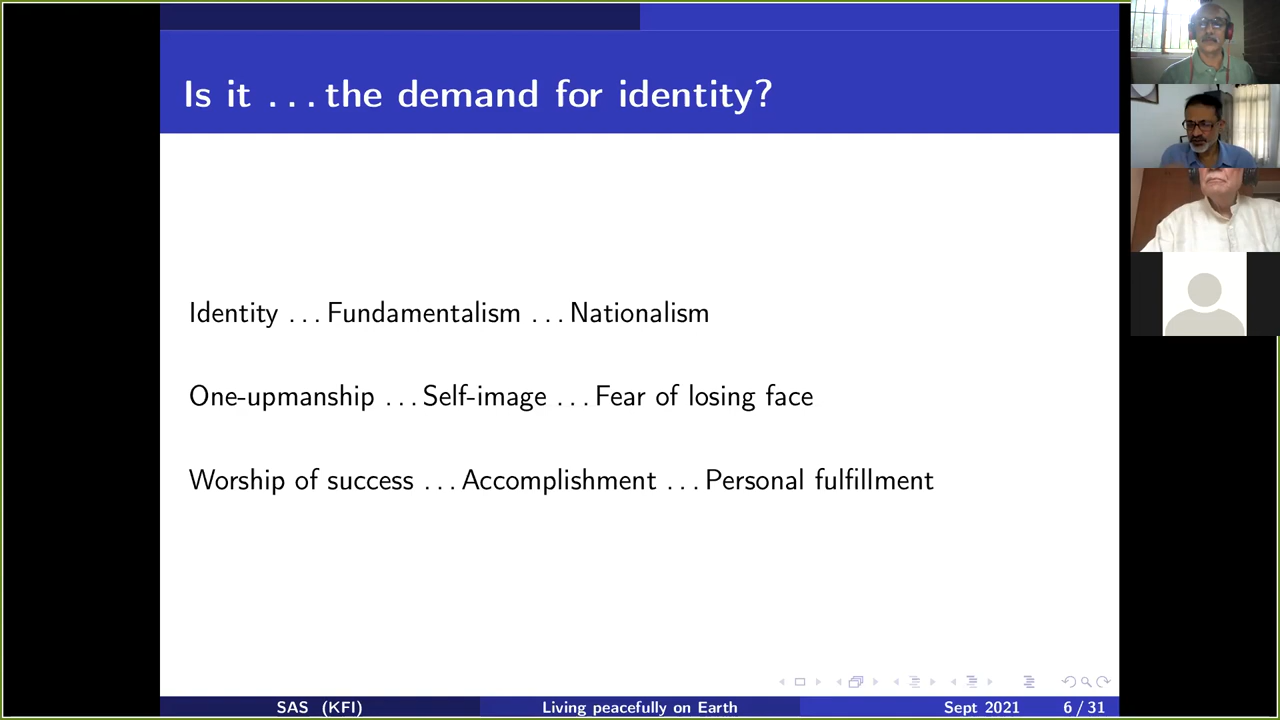 Is it ... the demand for identity?
Identity ... Fundamentalism ... Nationalism
One-upmanship ... Self-image ... Fear of losing face
Worship of success ... Accomplishment ... Personal fulfillment
SAS (KFI) Living peacefully on Earth Sept 2021 6 / 31